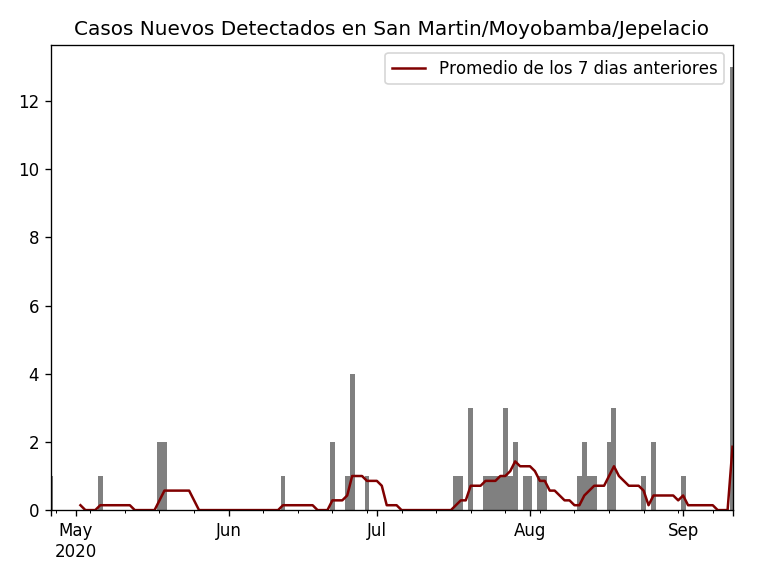 Casos Nuevos Detectados en San Martin/Moyobamba/Jepelacio
Promedio de los 7 dias anteriores
12
10
8
6
4
2
0
May Jun Jul Aug Sep
2020